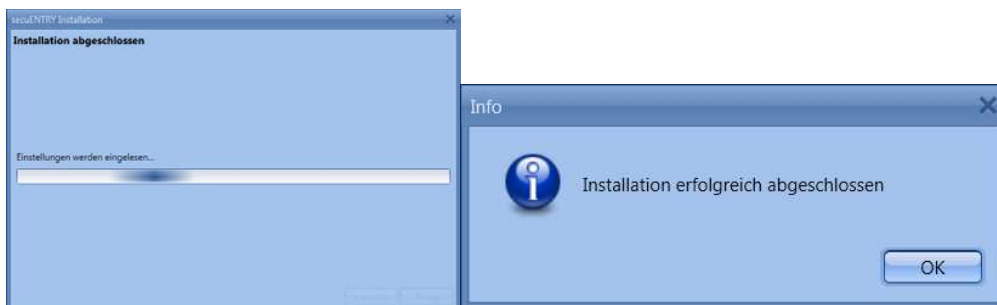 secuENTRY Installation
Installation abgeschlossen
Einstellungen werden eingelesen...
Info
Installation erfolgreich abgeschlossen
OK